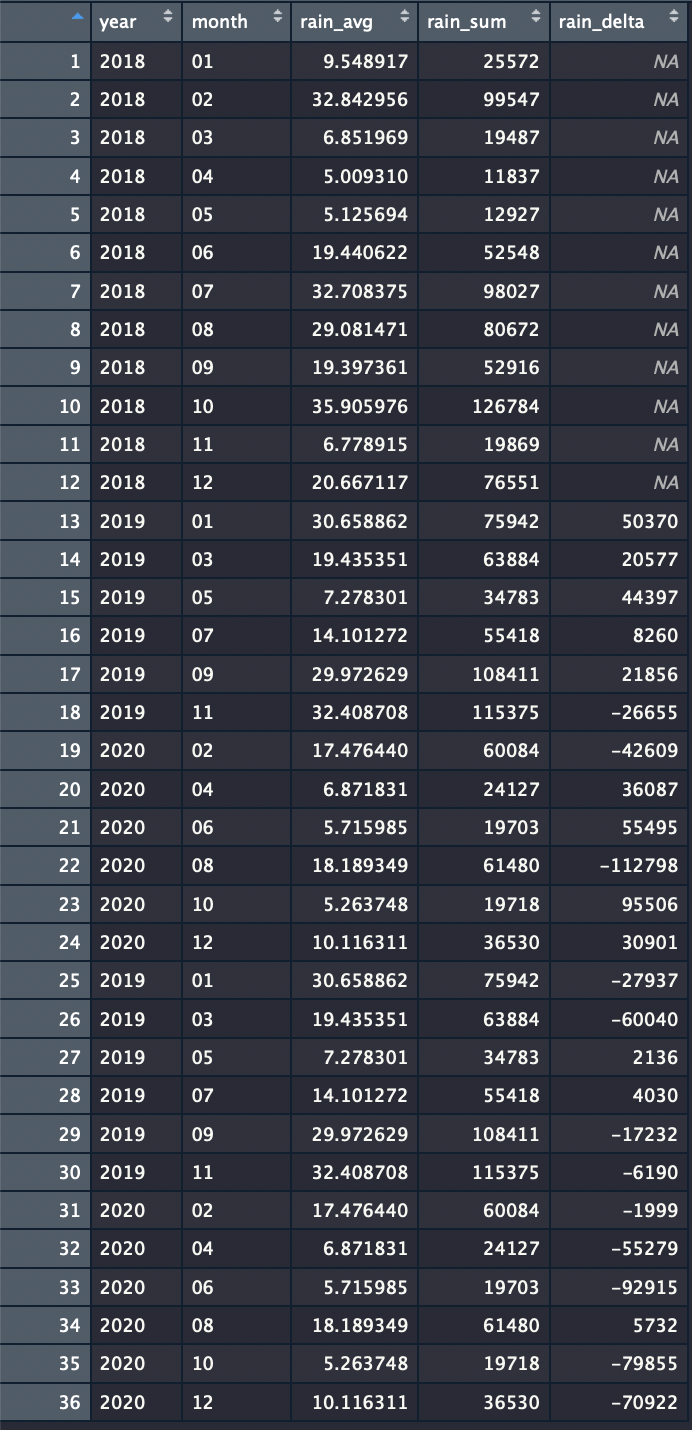 year month rain_avg rain_sum rain_delta
1 2018 01 9.548917 25572 NA
2 2018 02 32.842956 99547 NA
3 2018 03 6.851969 19487 NA
4 2018 04 5.009310 11837 NA
5 2018 05 5.125694 12927 NA
6 2018 06 19.440622 52548 NA
7 2018 07 32.708375 98027 NA
8 2018 08 29.081471 80672 NA
9 2018 09 19.397361 52916 NA
10 2018 10 35.905976 126784 NA
11 2018 11 6.778915 19869 NA
12 2018 12 20.667117 76551 NA
13 2019 01 30.658862 75942 50370
14 2019 03 19.435351 63884 20577
15 2019 05 7.278301 34783 44397
16 2019 07 14.101272 55418 8260
17 2019 09 29.972629 108411 21856
18 2019 11 32.408708 115375 -26655
19 2020 02 17.476440 60084 -42609
20 2020 04 6.871831 24127 36087
21 2020 06 5.715985 19703 55495
22 2020 08 18.189349 61480 -112798
23 2020 10 5.263748 19718 95506
24 2020 12 10.116311 36530 30901
25 2019 01 30.658862 75942 -27937
26 2019 03 19.435351 63884 -60040
27 2019 05 7.278301 34783 2136
28 2019 07 14.101272 55418 4030
29 2019 09 29.972629 108411 -17232
30 2019 11 32.408708 115375 -6190
31 2020 02 17.476440 60084 -1999
32 2020 04 6.871831 24127 -55279
33 2020 06 5.715985 19703 -92915
34 2020 08 18.189349 61480 5732
35 2020 10 5.263748 19718 -79855
36 2020 12 10.116311 36530 -70922